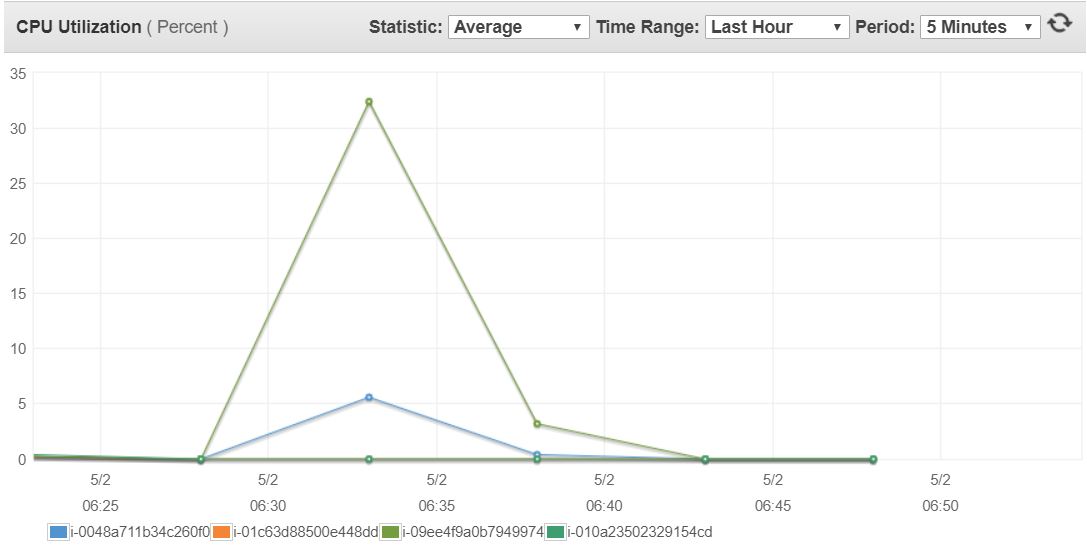 CPU Utilization ( Percent ) Statistic: Average Time Range: Last Hour Period: 5 Minutes
35
30
25
20
15
10
5
0
5/2 5/2 5/2 5/2 5/2 5/2
06:25 06:30 06:35 06:40 06:45 06:50
i-0048a711b34c260f0 i-01c63d88500e448dd i-09ee4f9a0b7949974 i-010a23502329154cd